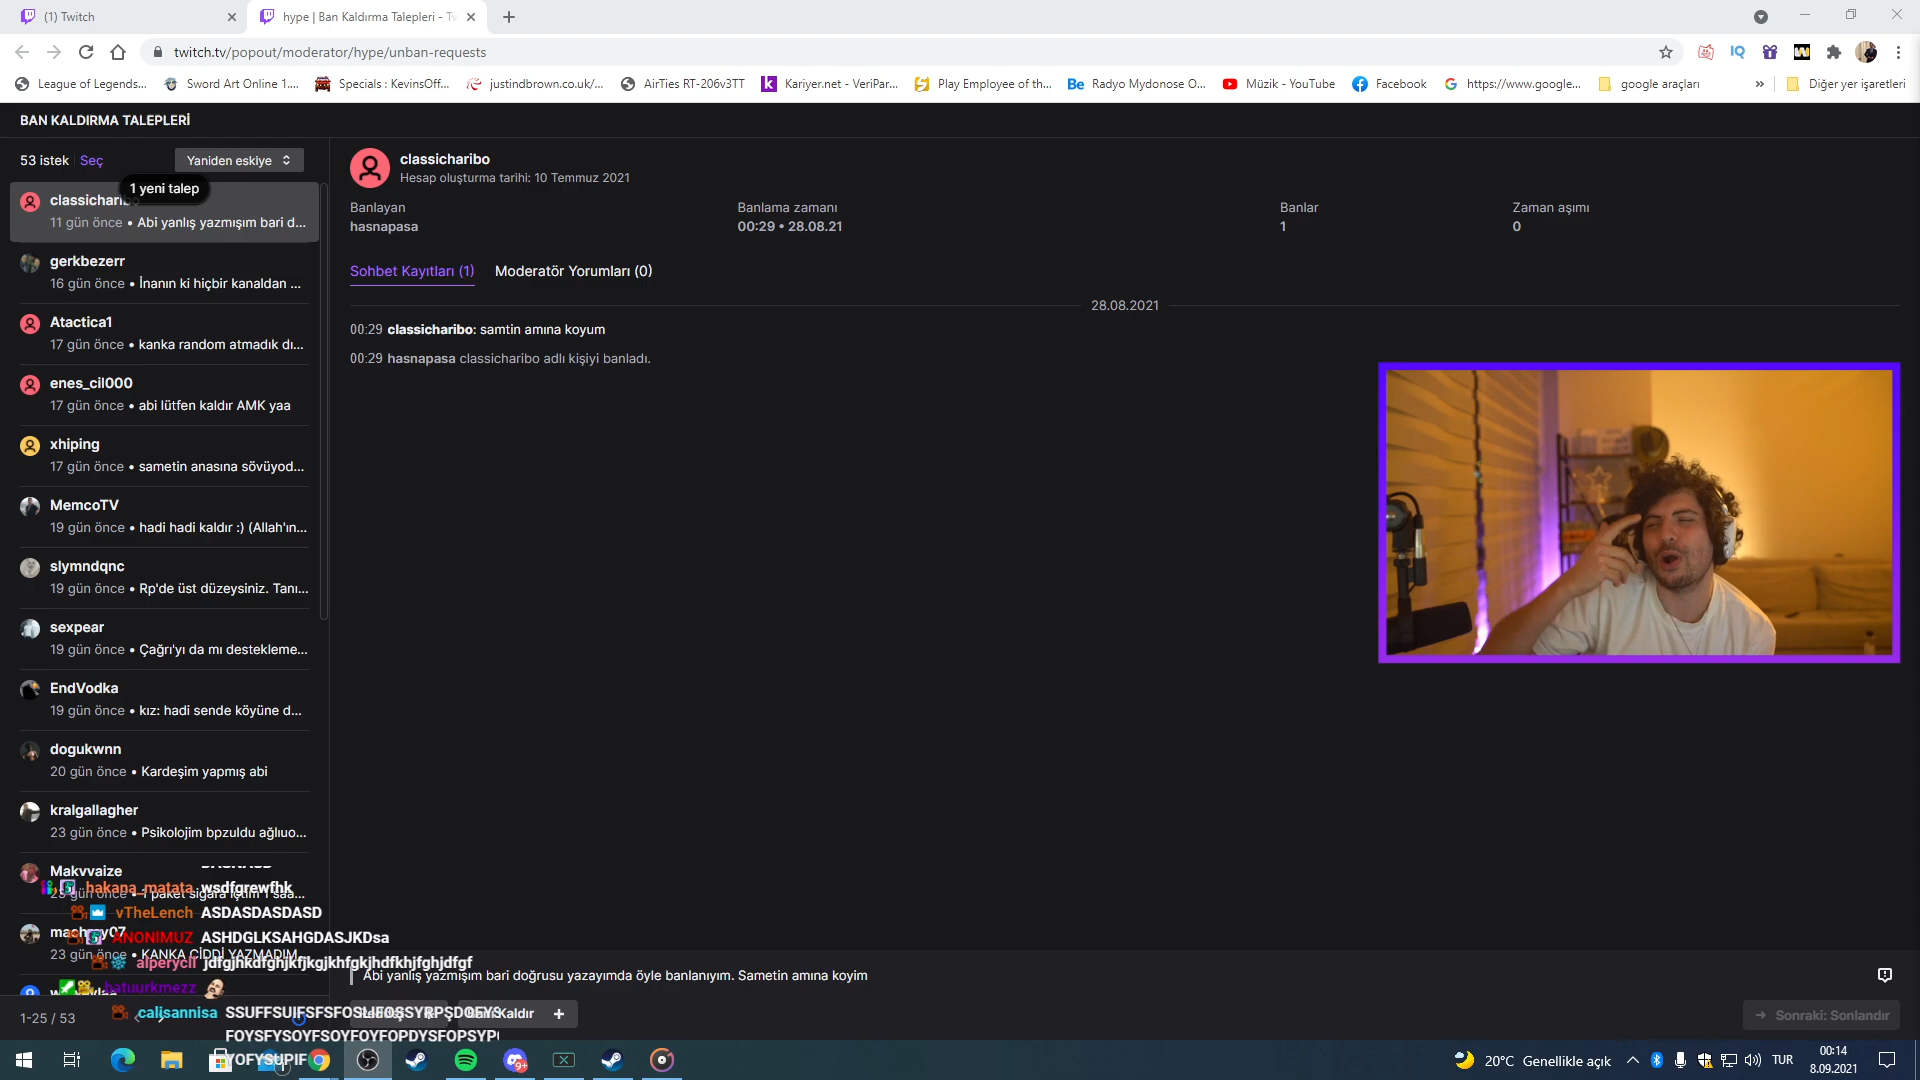 (1) Twitch
hype | Ban Kaldırma Talepleri - Tw
twitch.tv/popout/moderator/hype/unban-requests
League of Legends...
Sword Art Online 1....
Specials : KevinsOff...
justindbrown.co.uk/...
AirTies RT-206v3TT
Kariyer.net - VeriPar...
Play Employee of th...
Radyo Mydonose O...
Müzik - YouTube
Facebook
https://www.google...
google araçları
»
Diğer yer işaretleri
BAN KALDIRMA TALEPLERİ
53 istek
Seç
Yaniden eskiye
1 yeni talep
11 gün önce • Abi yanlış yazmışım bari d...
gerkbezerr
16 gün önce • İnanın ki hiçbir kanaldan ...
Atactica1
17 gün önce • kanka random atmadık dı...
enes_cil000
17 gün önce • abi lütfen kaldır AMK yaa
xhiping
17 gün önce • sametin anasına sövüyod...
MemcoTV
19 gün önce • hadi hadi kaldır :) (Allah'ın...
slymndqnc
19 gün önce • Rp'de üst düzeysiniz. Tanı...
sexpear
19 gün önce • Çağrı'yı da mı destekleme...
EndVodka
19 gün önce • kız: hadi sende köyüne d...
dogukwnn
20 gün önce • Kardeşim yapmış abi
kralgallagher
23 gün önce • Psikolojim bpzuldu ağlıuo...
Makvvaize
hakana_matata wsdfgrewfhk
vTheLench ASDASDASDASD
ANONIMUZ ASHDGLKSAHGDASJKDsa
23 gün önce • KANKA CİDDİ YAZMADIM...
alperycll
baturkmezz
calisannisa
1-25 / 53
classicharibo
Hesap oluşturma tarihi: 10 Temmuz 2021
Banlayan
hasnapasa
Banlama zamanı
00:29 • 28.08.21
Banlar
1
Zaman aşımı
0
Sohbet Kayıtları (1)
Moderatör Yorumları (0)
28.08.2021
00:29 classicharibo: samtin amına koyum
00:29 hasnapasa classicharibo adlı kişiyi banladı.
Abi yanlış yazmışım bari doğrusu yazayımda öyle banlanıyım. Sametin amına koyim
Kaldır
Sonraki: Sonlandır
20°C Genellikle açık
TUR
00:14
8.09.2021